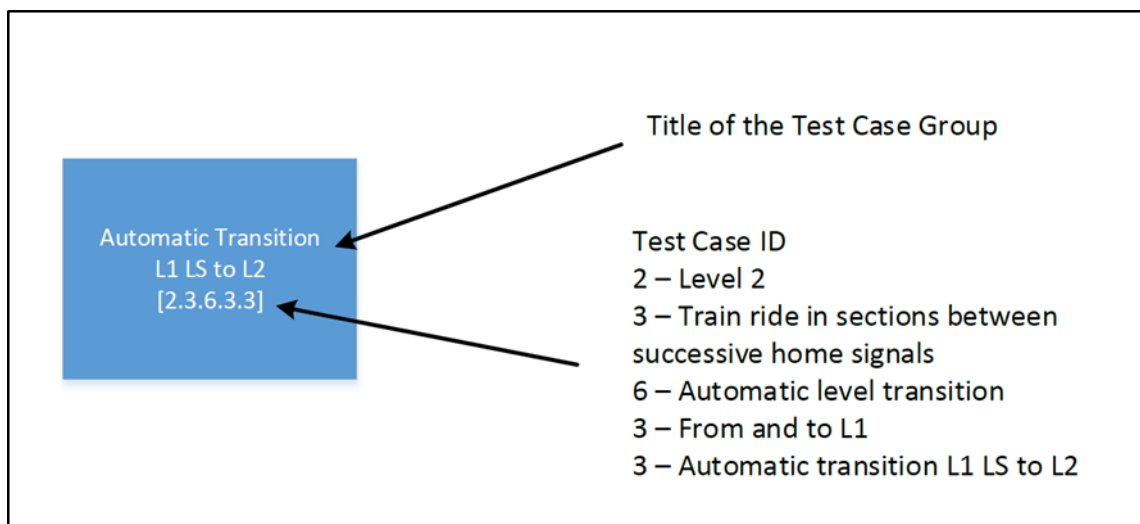 Title of the Test Case Group
Automatic Transition
L1 LS to L2
[2.3.6.3.3]
Test Case ID
2 – Level 2
3 – Train ride in sections between
successive home signals
6 – Automatic level transition
3 – From and to L1
3 – Automatic transition L1 LS to L2